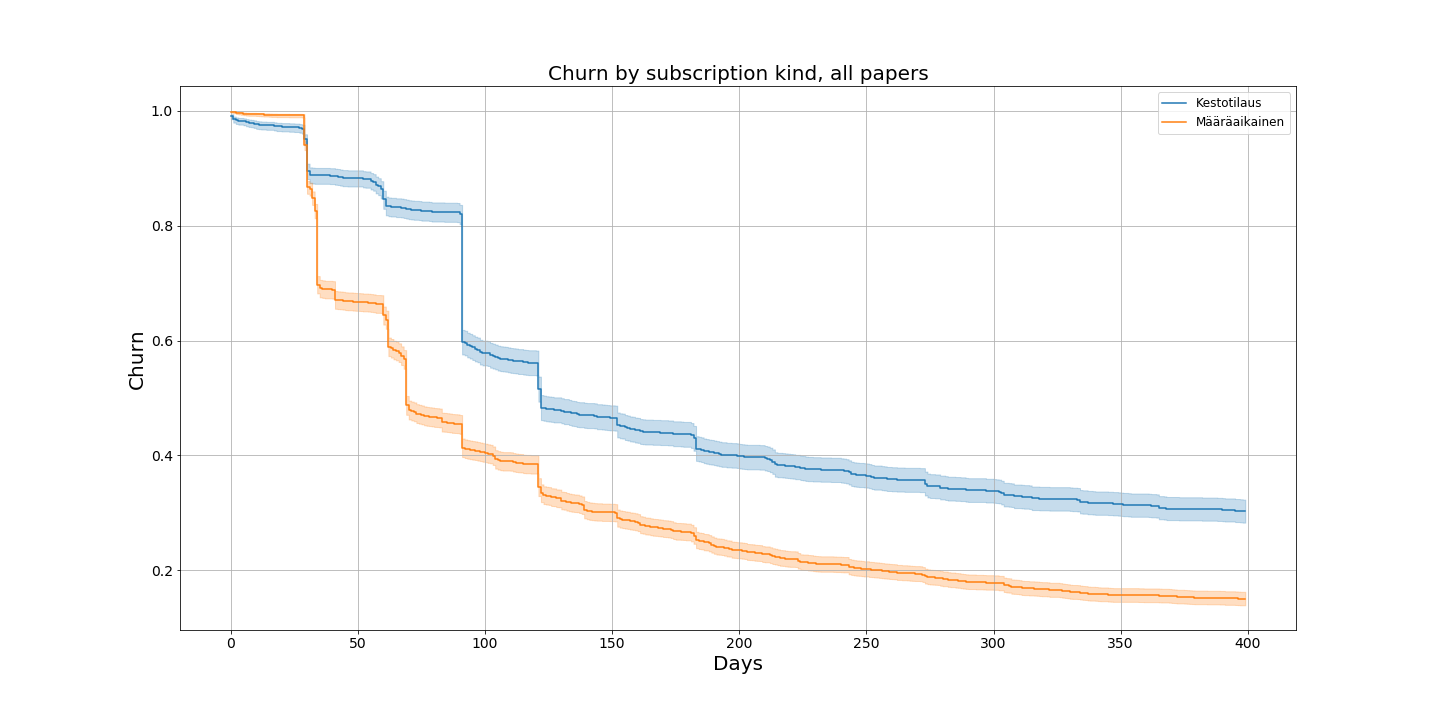 Churn by subscription kind, all papers
Kestotilaus
Määräaikainen
1.0
0.8
0.6
0.4
0.2
Churn
0 50 100 150 200 250 300 350 400
Days